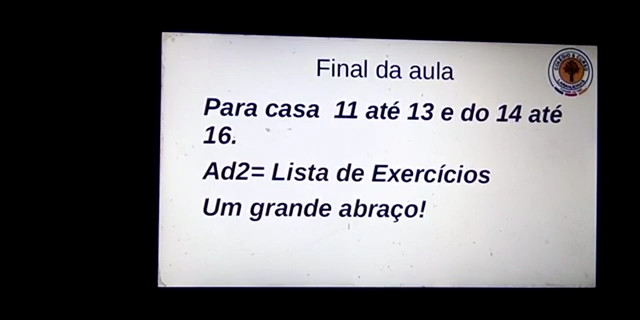 Final da aula
Para casa  11 até 13 e do 14 até
16.
Ad2= Lista de Exercícios
Um grande abraço!